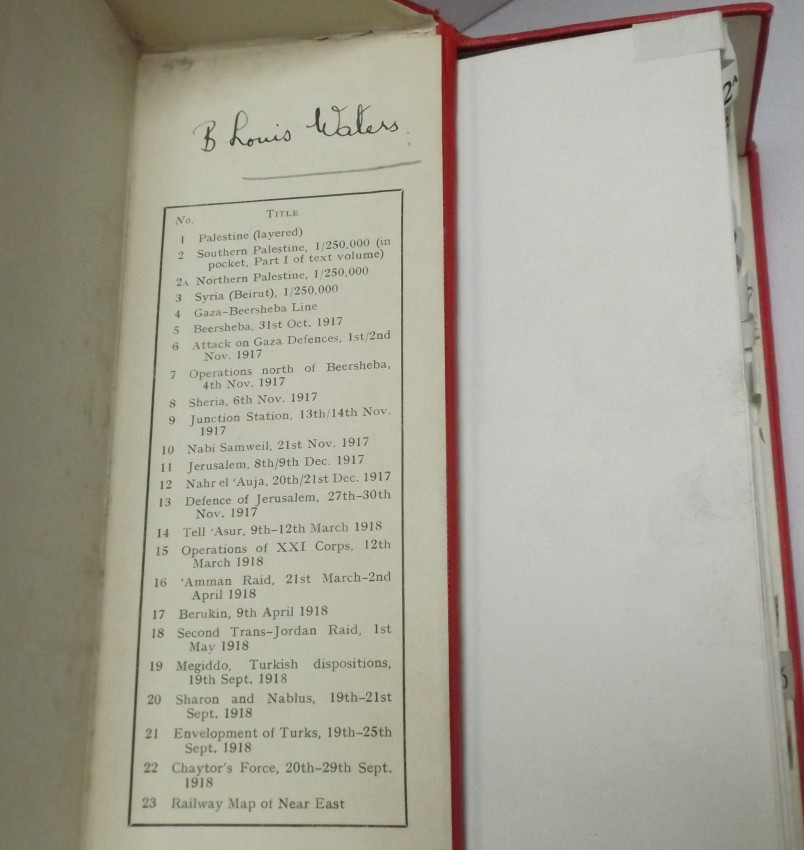 B Louis Waters.
No. TITLE
1 Palestine (layered)
2 Southern Palestine, 1/250,000 (in
pocket, Part I of text volume)
2A Northern Palestine, 1/250,000
3 Syria (Beirut), 1/250,000
4 Gaza–Beersheba Line
5 Beersheba, 31st Oct. 1917
6 Attack on Gaza Defences, 1st/2nd
Nov. 1917
7 Operations north of Beersheba,
4th Nov. 1917
8 Sheria, 6th Nov. 1917
9 Junction Station, 13th/14th Nov.
1917
10 Nabi Samweil, 21st Nov. 1917
11 Jerusalem, 8th/9th Dec. 1917
12 Nahr el ‘Auja, 20th/21st Dec. 1917
13 Defence of Jerusalem, 27th–30th
Nov. 1917
14 Tell ‘Asur, 9th–12th March 1918
15 Operations of XXI Corps, 12th
March 1918
16 ‘Amman Raid, 21st March–2nd
April 1918
17 Berukin, 9th April 1918
18 Second Trans-Jordan Raid, 1st
May 1918
19 Megiddo, Turkish dispositions,
19th Sept. 1918
20 Sharon and Nablus, 19th–21st
Sept. 1918
21 Envelopment of Turks, 19th–25th
Sept. 1918
22 Chaytor's Force, 20th–29th Sept.
1918
23 Railway Map of Near East
2A